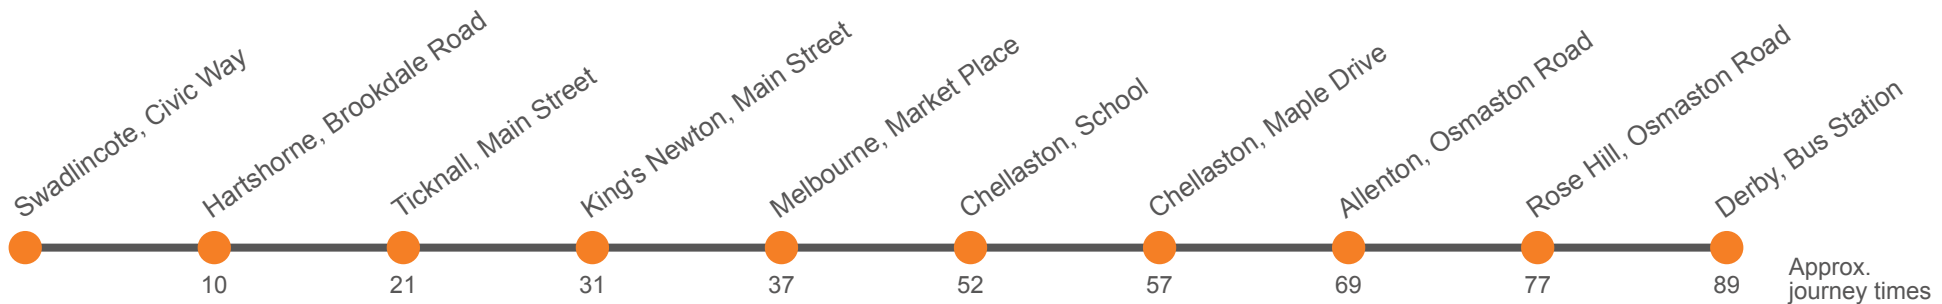 Swadlincote, Civic Way
Hartshorne, Brookdale Road
Ticknall, Main Street
King's Newton, Main Street
Melbourne, Market Place
Chellaston, School
Chellaston, Maple Drive
Allenton, Osmaston Road
Rose Hill, Osmaston Road
Derby, Bus Station
10
21
31
37
52
57
69
77
89
Approx.
journey times